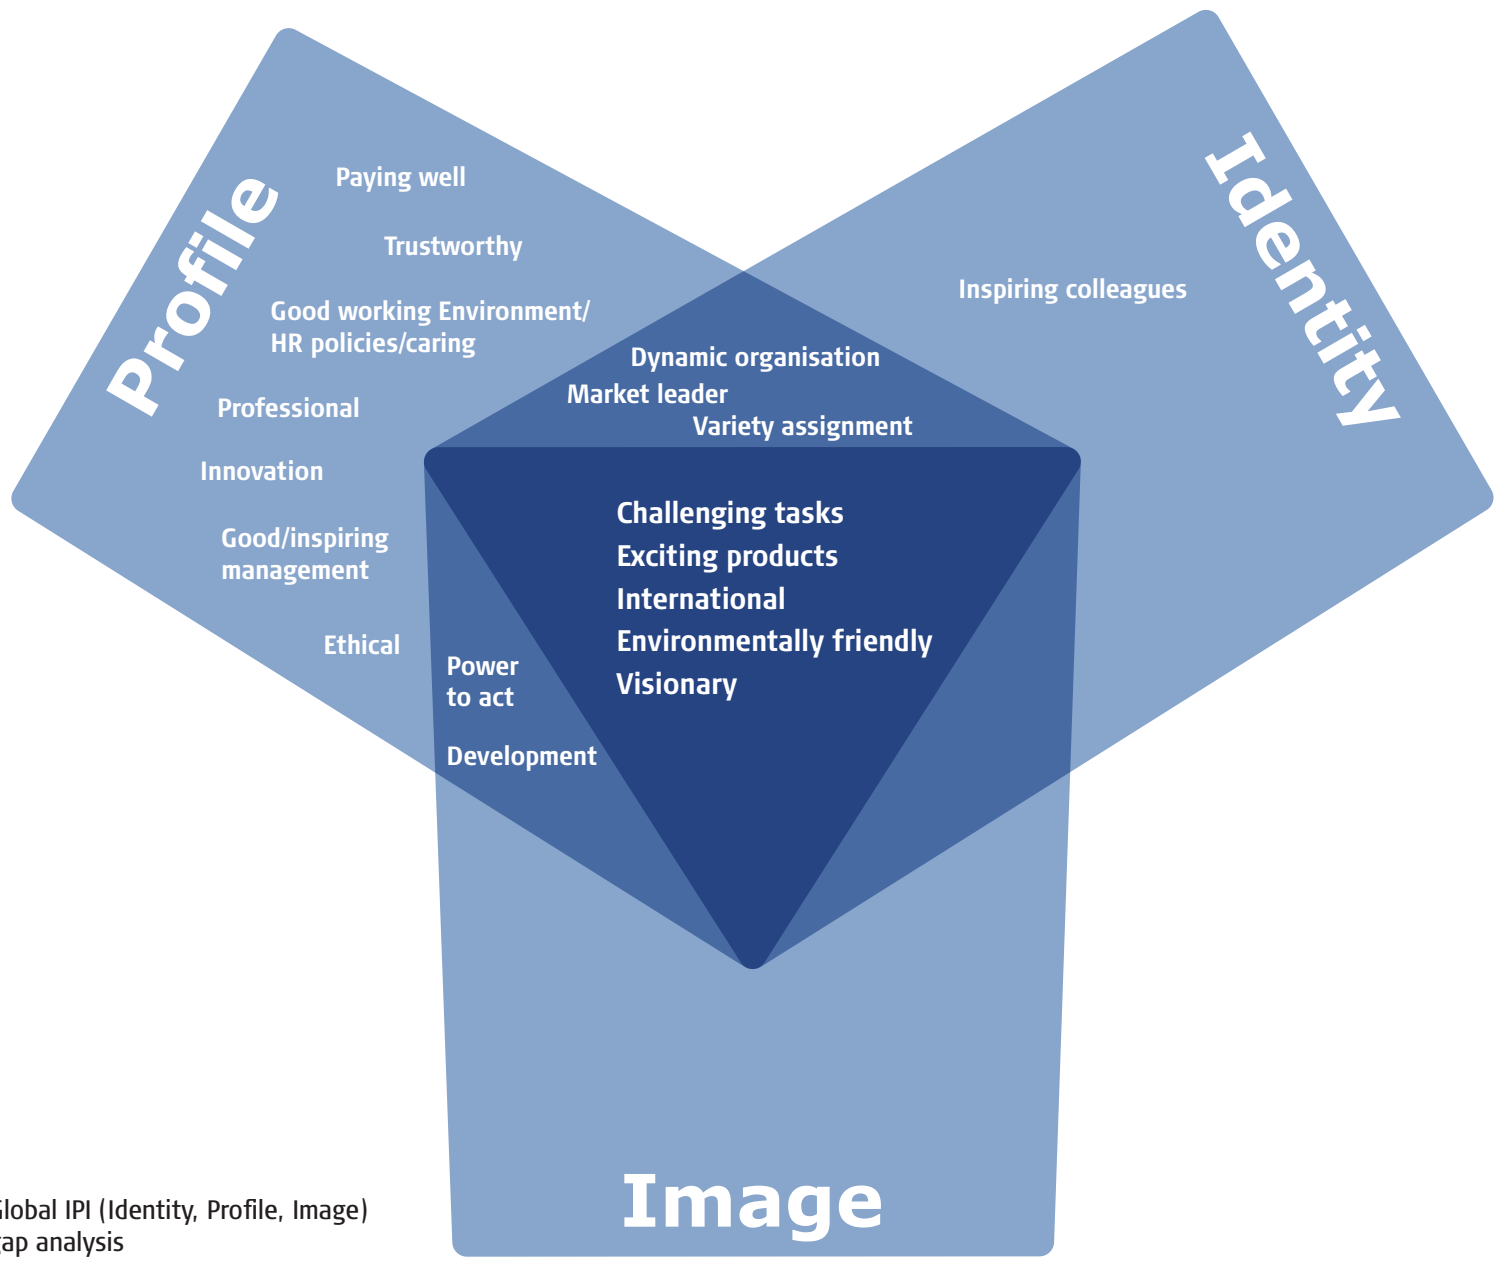 Profile
Paying well
Trustworthy
Good working Environment/
HR policies/caring
Professional
Innovation
Good/inspiring
management
Ethical
Identity
Inspiring colleagues
Dynamic organisation
Market leader
Variety assignment
Challenging tasks
Exciting products
International
Environmentally friendly
Visionary
Power
to act
Development
Image
Global IPI (Identity, Profile, Image)
gap analysis